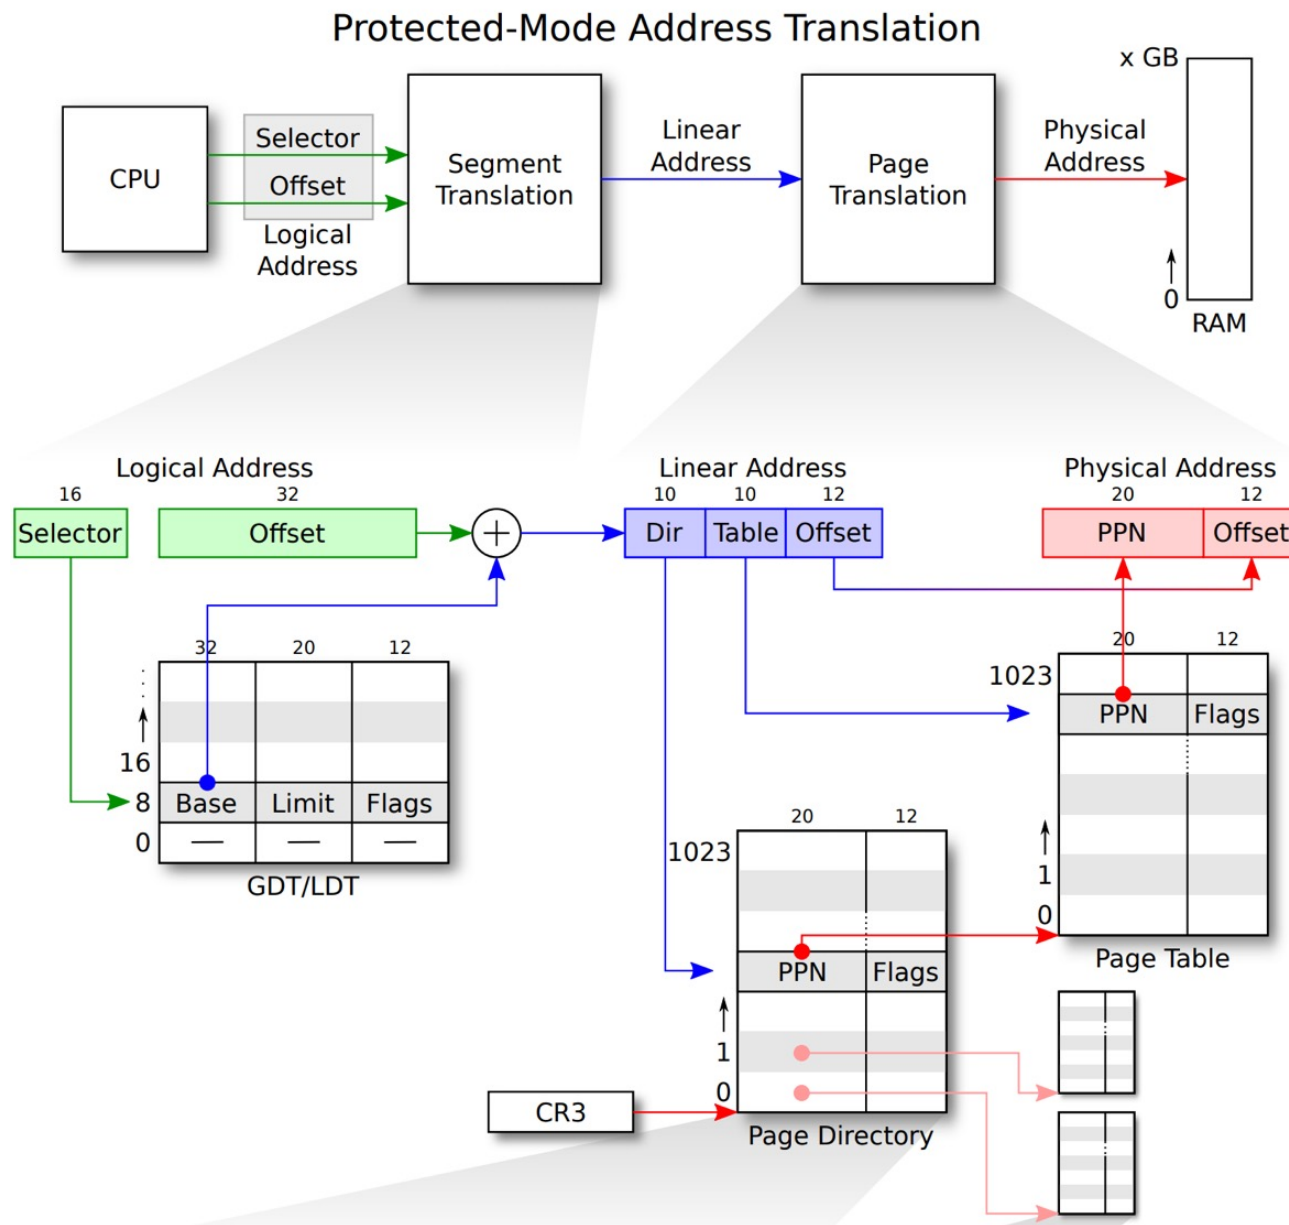 Protected-Mode Address Translation
x GB
CPU
Selector
Offset
Logical
Address
Segment
Translation
Linear
Address
Page
Translation
Physical
Address
0
RAM
Logical Address
16
32
Selector
Offset
+
Linear Address
10 10 12
Dir Table Offset
Physical Address
20 12
PPN Offset
32 20 12
16
8 Base Limit Flags
0 — — —
GDT/LDT
20 12
1023
PPN Flags
1
0
Page Table
20 12
1023
PPN Flags
1
0
Page Directory
CR3